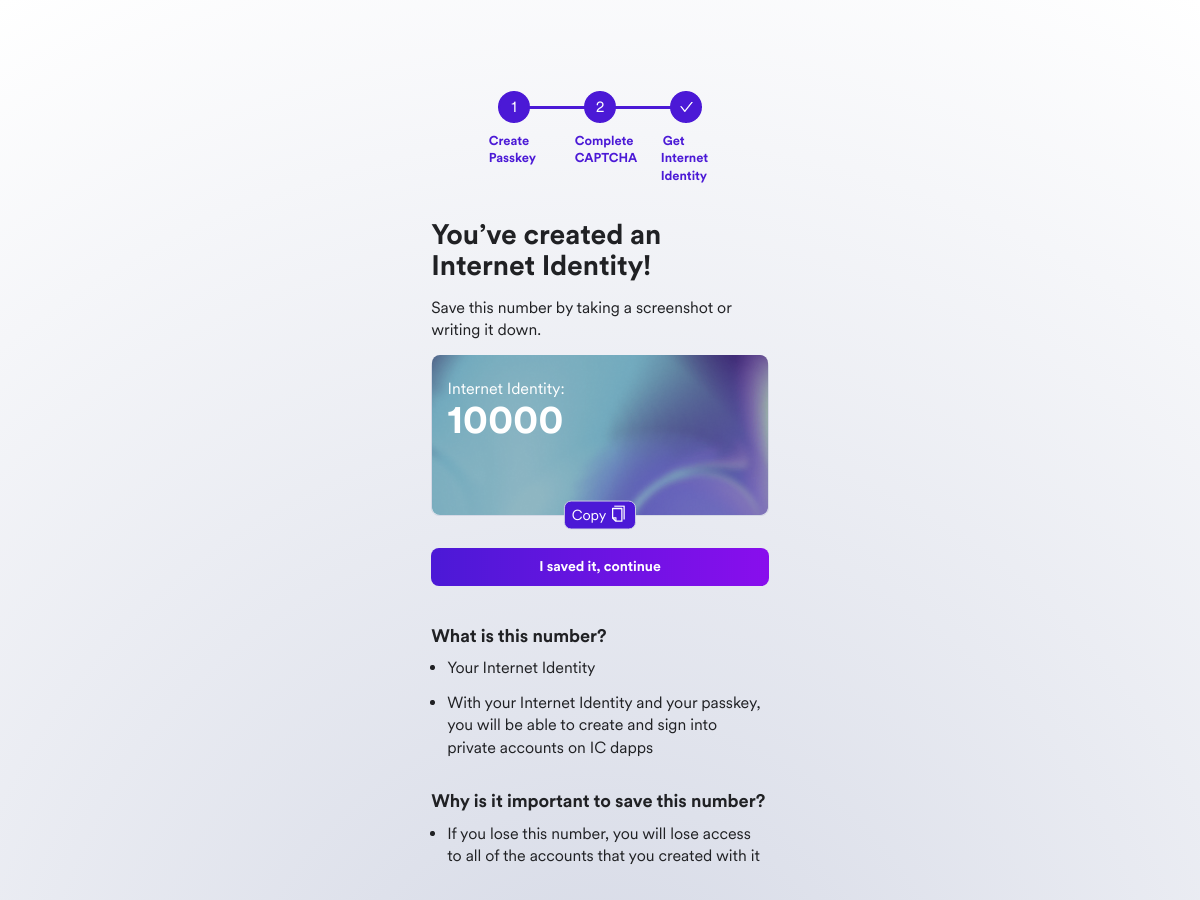 1 2
Create Complete Get
Passkey CAPTCHA Internet
Identity
You’ve created an
Internet Identity!
Save this number by taking a screenshot or
writing it down.
Internet Identity:
10000
Copy
I saved it, continue
What is this number?
• Your Internet Identity
• With your Internet Identity and your passkey,
you will be able to create and sign into
private accounts on IC dapps
Why is it important to save this number?
• If you lose this number, you will lose access
to all of the accounts that you created with it